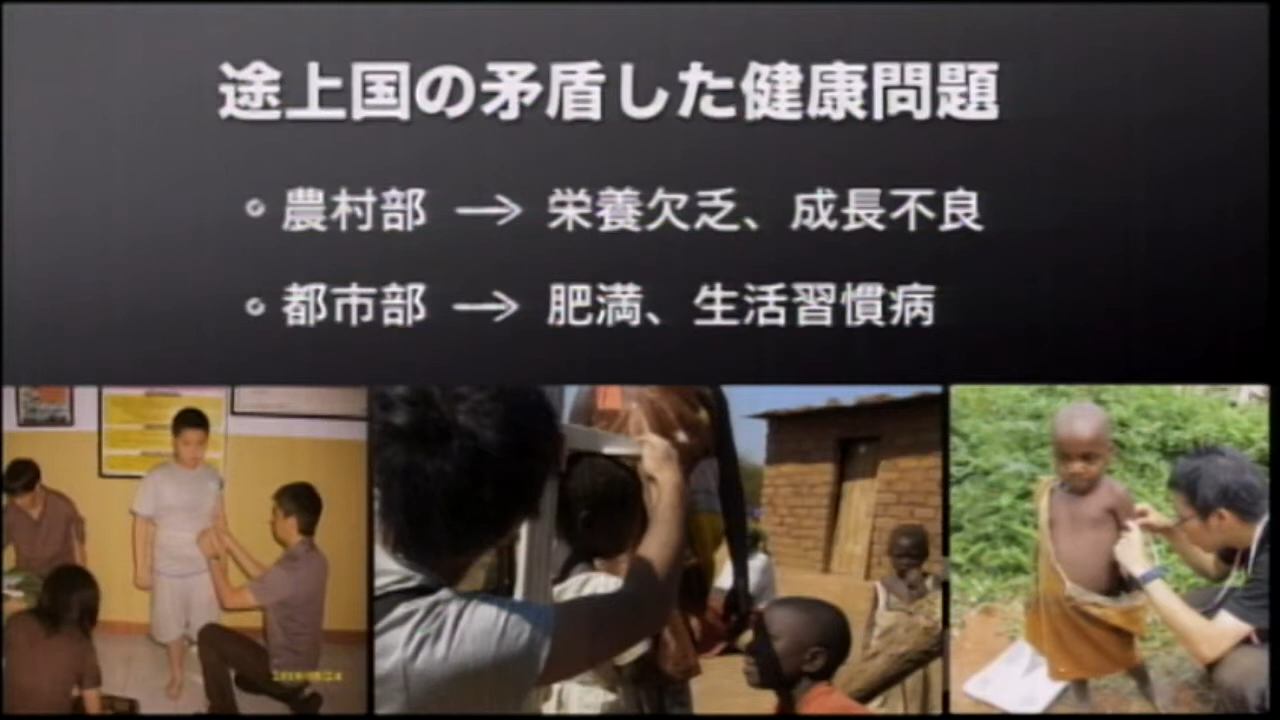 途上国の矛盾した健康問題
農村部 → 栄養欠乏、成長不良
都市部 → 肥満、生活習慣病